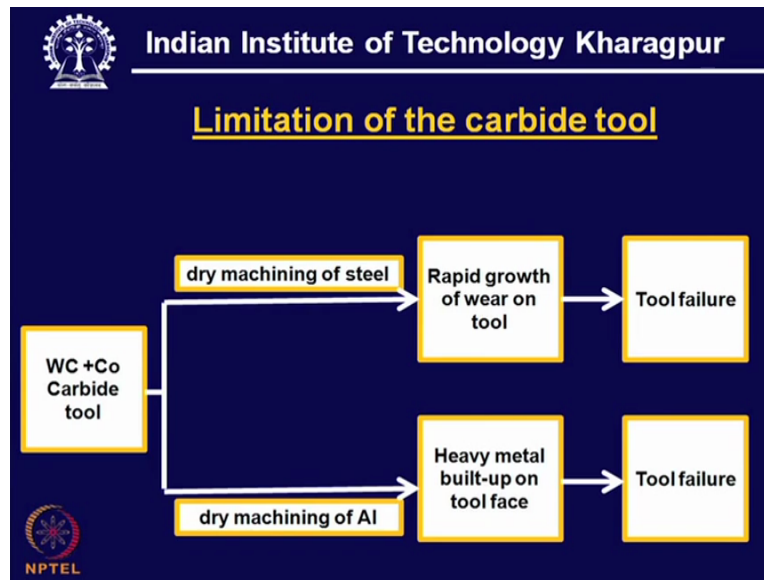 Indian Institute of Technology Kharagpur
Limitation of the carbide tool
dry machining of steel
Rapid growth
of wear on
tool
Tool failure
WC +Co
Carbide
tool
Heavy metal
built-up on
tool face
Tool failure
dry machining of Al
NPTEL